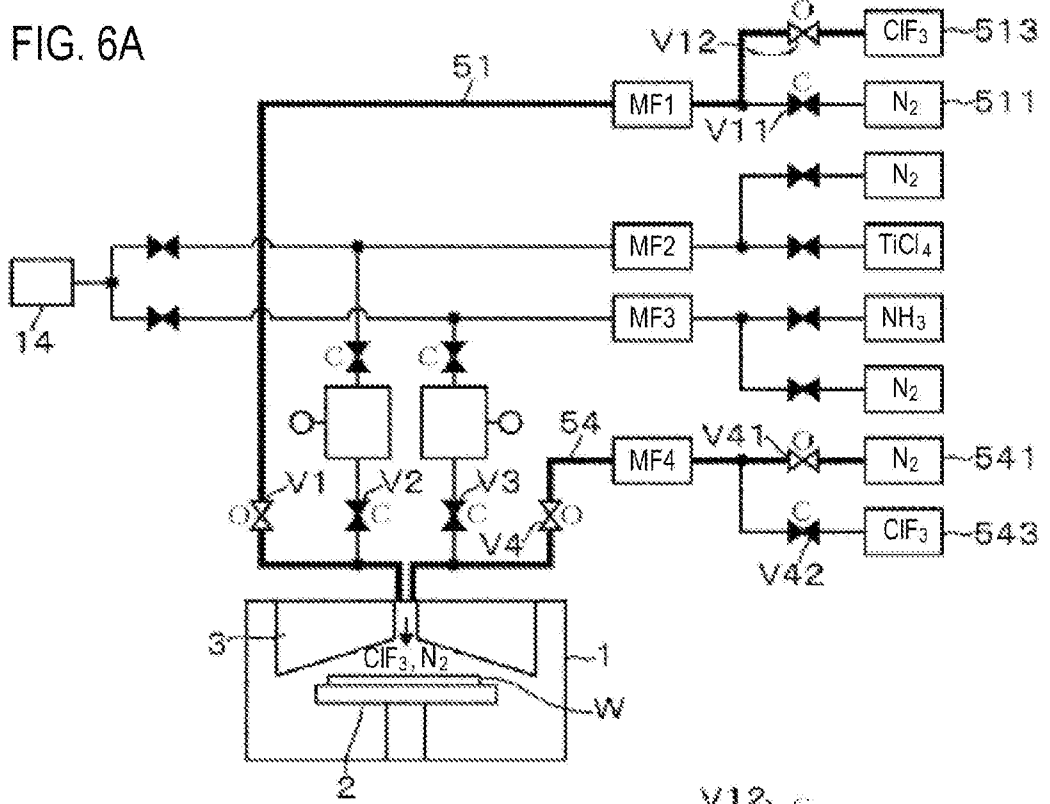 FIG. 6A
O
V12
ClF3
513
51
MF1
C
V11
N2
511
N2
MF2
TiCl4
14
MF3
NH3
C
C
N2
54
V41
O
MF4
N2
541
V1
V2
V3
O
C
C
V4
O
C
ClF3
543
V42
3
ClF3, N2
1
W
2
V12